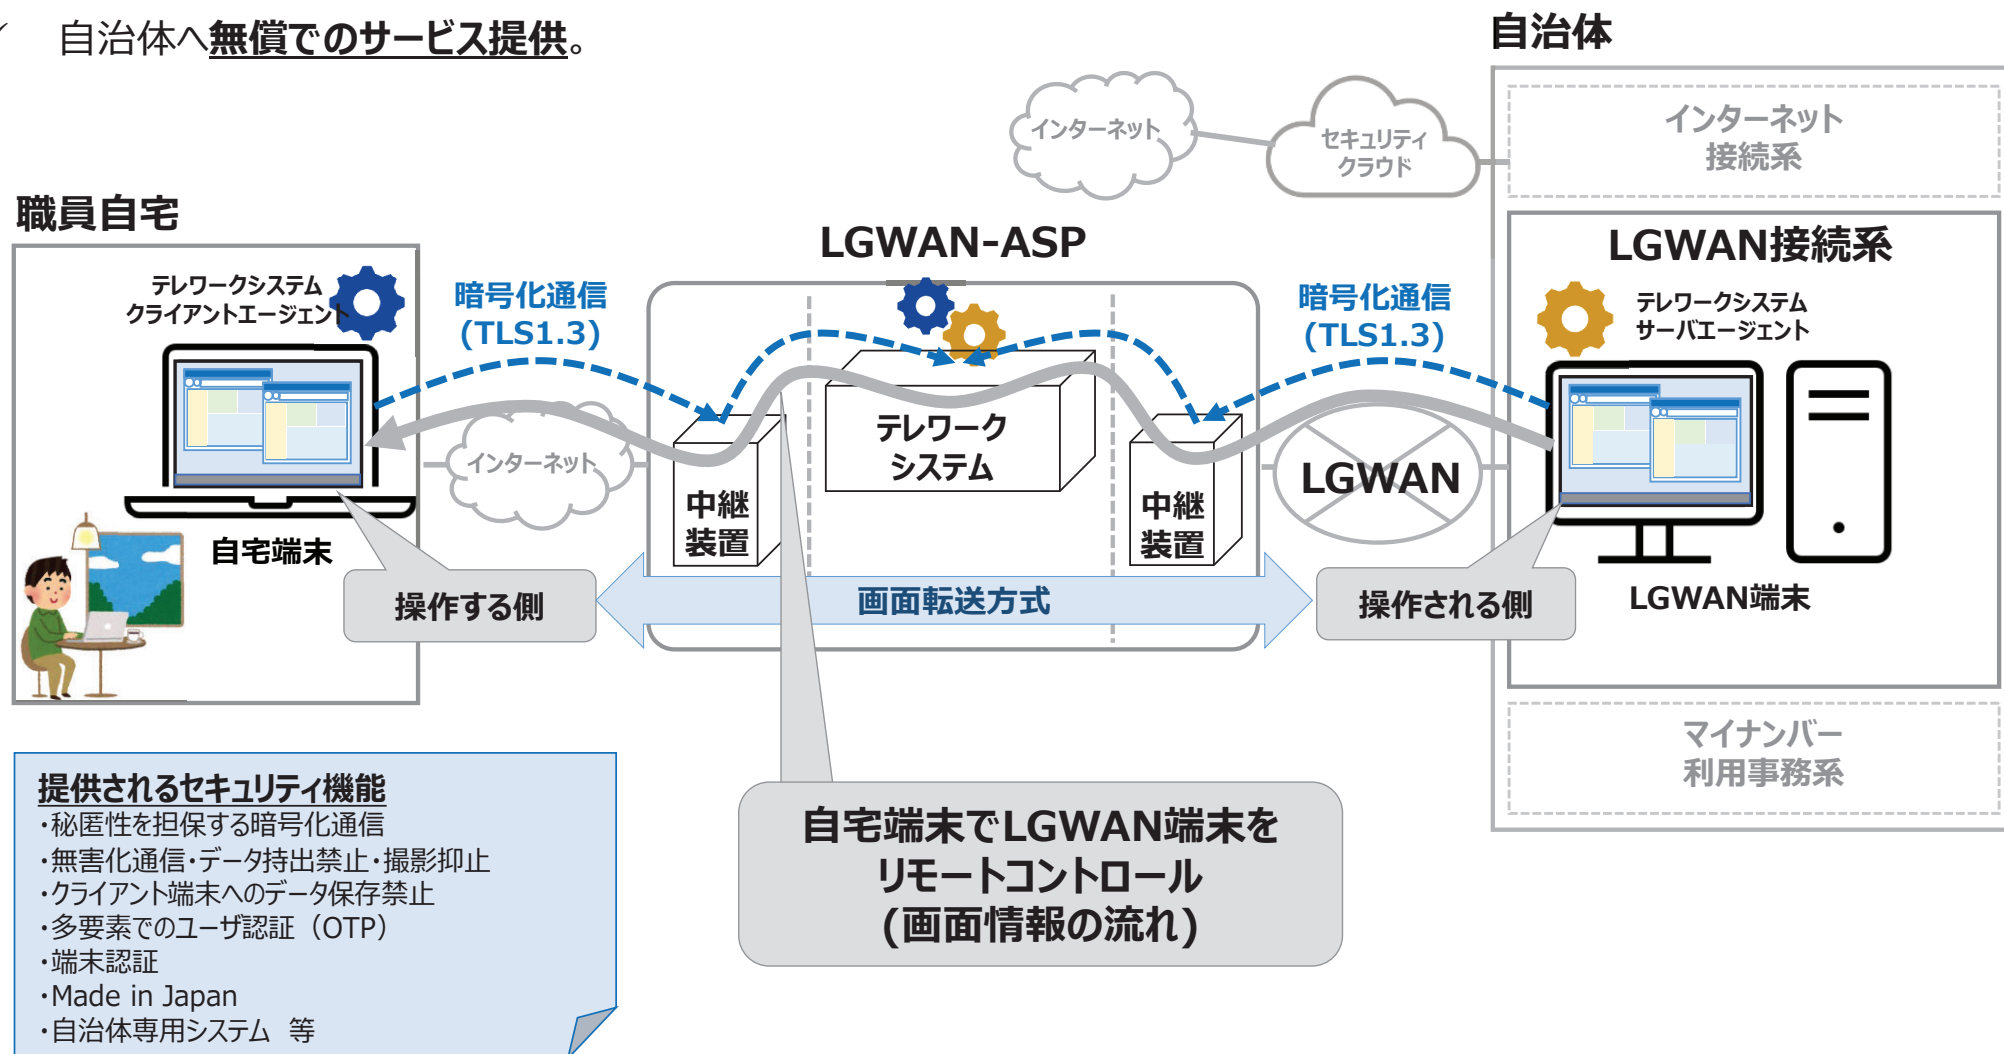 ✓ 自治体へ無償でのサービス提供。
自治体
インターネット
セキュリティ
クラウド
インターネット
接続系
職員自宅
LGWAN-ASP
LGWAN接続系
テレワークシステム
クライアントエージェント
暗号化通信
(TLS1.3)
暗号化通信
(TLS1.3)
テレワークシステム
サーバエージェント
テレワーク
システム
インターネット
LGWAN
中継
装置
中継
装置
自宅端末
操作する側
画面転送方式
操作される側
LGWAN端末
マイナンバー
利用事務系
自宅端末でLGWAN端末を
リモートコントロール
(画面情報の流れ)
提供されるセキュリティ機能
・秘匿性を担保する暗号化通信
・無害化通信・データ持出禁止・撮影抑止
・クライアント端末へのデータ保存禁止
・多要素でのユーザ認証（OTP）
・端末認証
・Made in Japan
・自治体専用システム 等